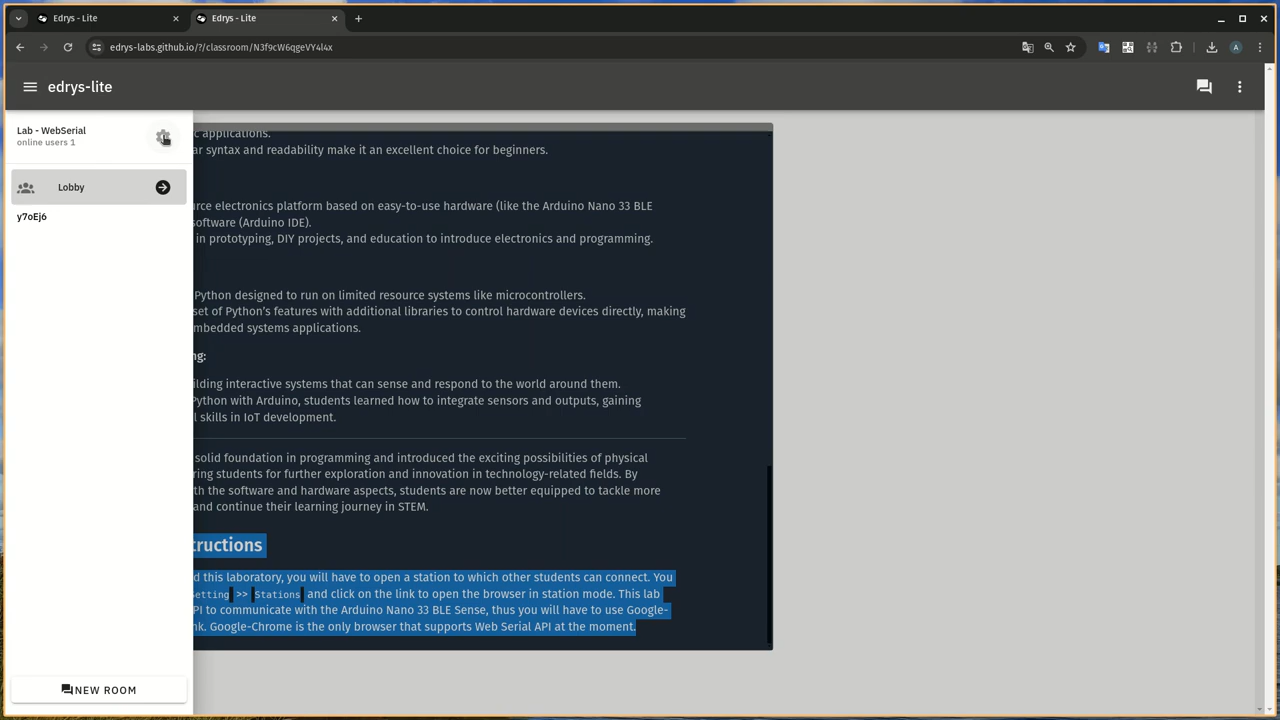 Edrys - Lite
Edrys - Lite
edrys-labs.github.io/?/classroom/N3f9cW6qgeVY4l4x
A
edrys-lite
Lab - WebSerial
online users 1
Lobby
y7oEj6
NEW ROOM
c applications.
ar syntax and readability make it an excellent choice for beginners.
urce electronics platform based on easy-to-use hardware (like the Arduino Nano 33 BLE
software (Arduino IDE).
in prototyping, DIY projects, and education to introduce electronics and programming.
Python designed to run on limited resource systems like microcontrollers.
set of Python's features with additional libraries to control hardware devices directly, making
mbedded systems applications.
ng:
ilding interactive systems that can sense and respond to the world around them.
Python with Arduino, students learned how to integrate sensors and outputs, gaining
l skills in IoT development.
solid foundation in programming and introduced the exciting possibilities of physical
ring students for further exploration and innovation in technology-related fields. By
th the software and hardware aspects, students are now better equipped to tackle more
and continue their learning journey in STEM.
tructions
d this laboratory, you will have to open a station to which other students can connect. You
Setting >> Stations and click on the link to open the browser in station mode. This lab
PI to communicate with the Arduino Nano 33 BLE Sense, thus you will have to use Google-
nk. Google-Chrome is the only browser that supports Web Serial API at the moment.